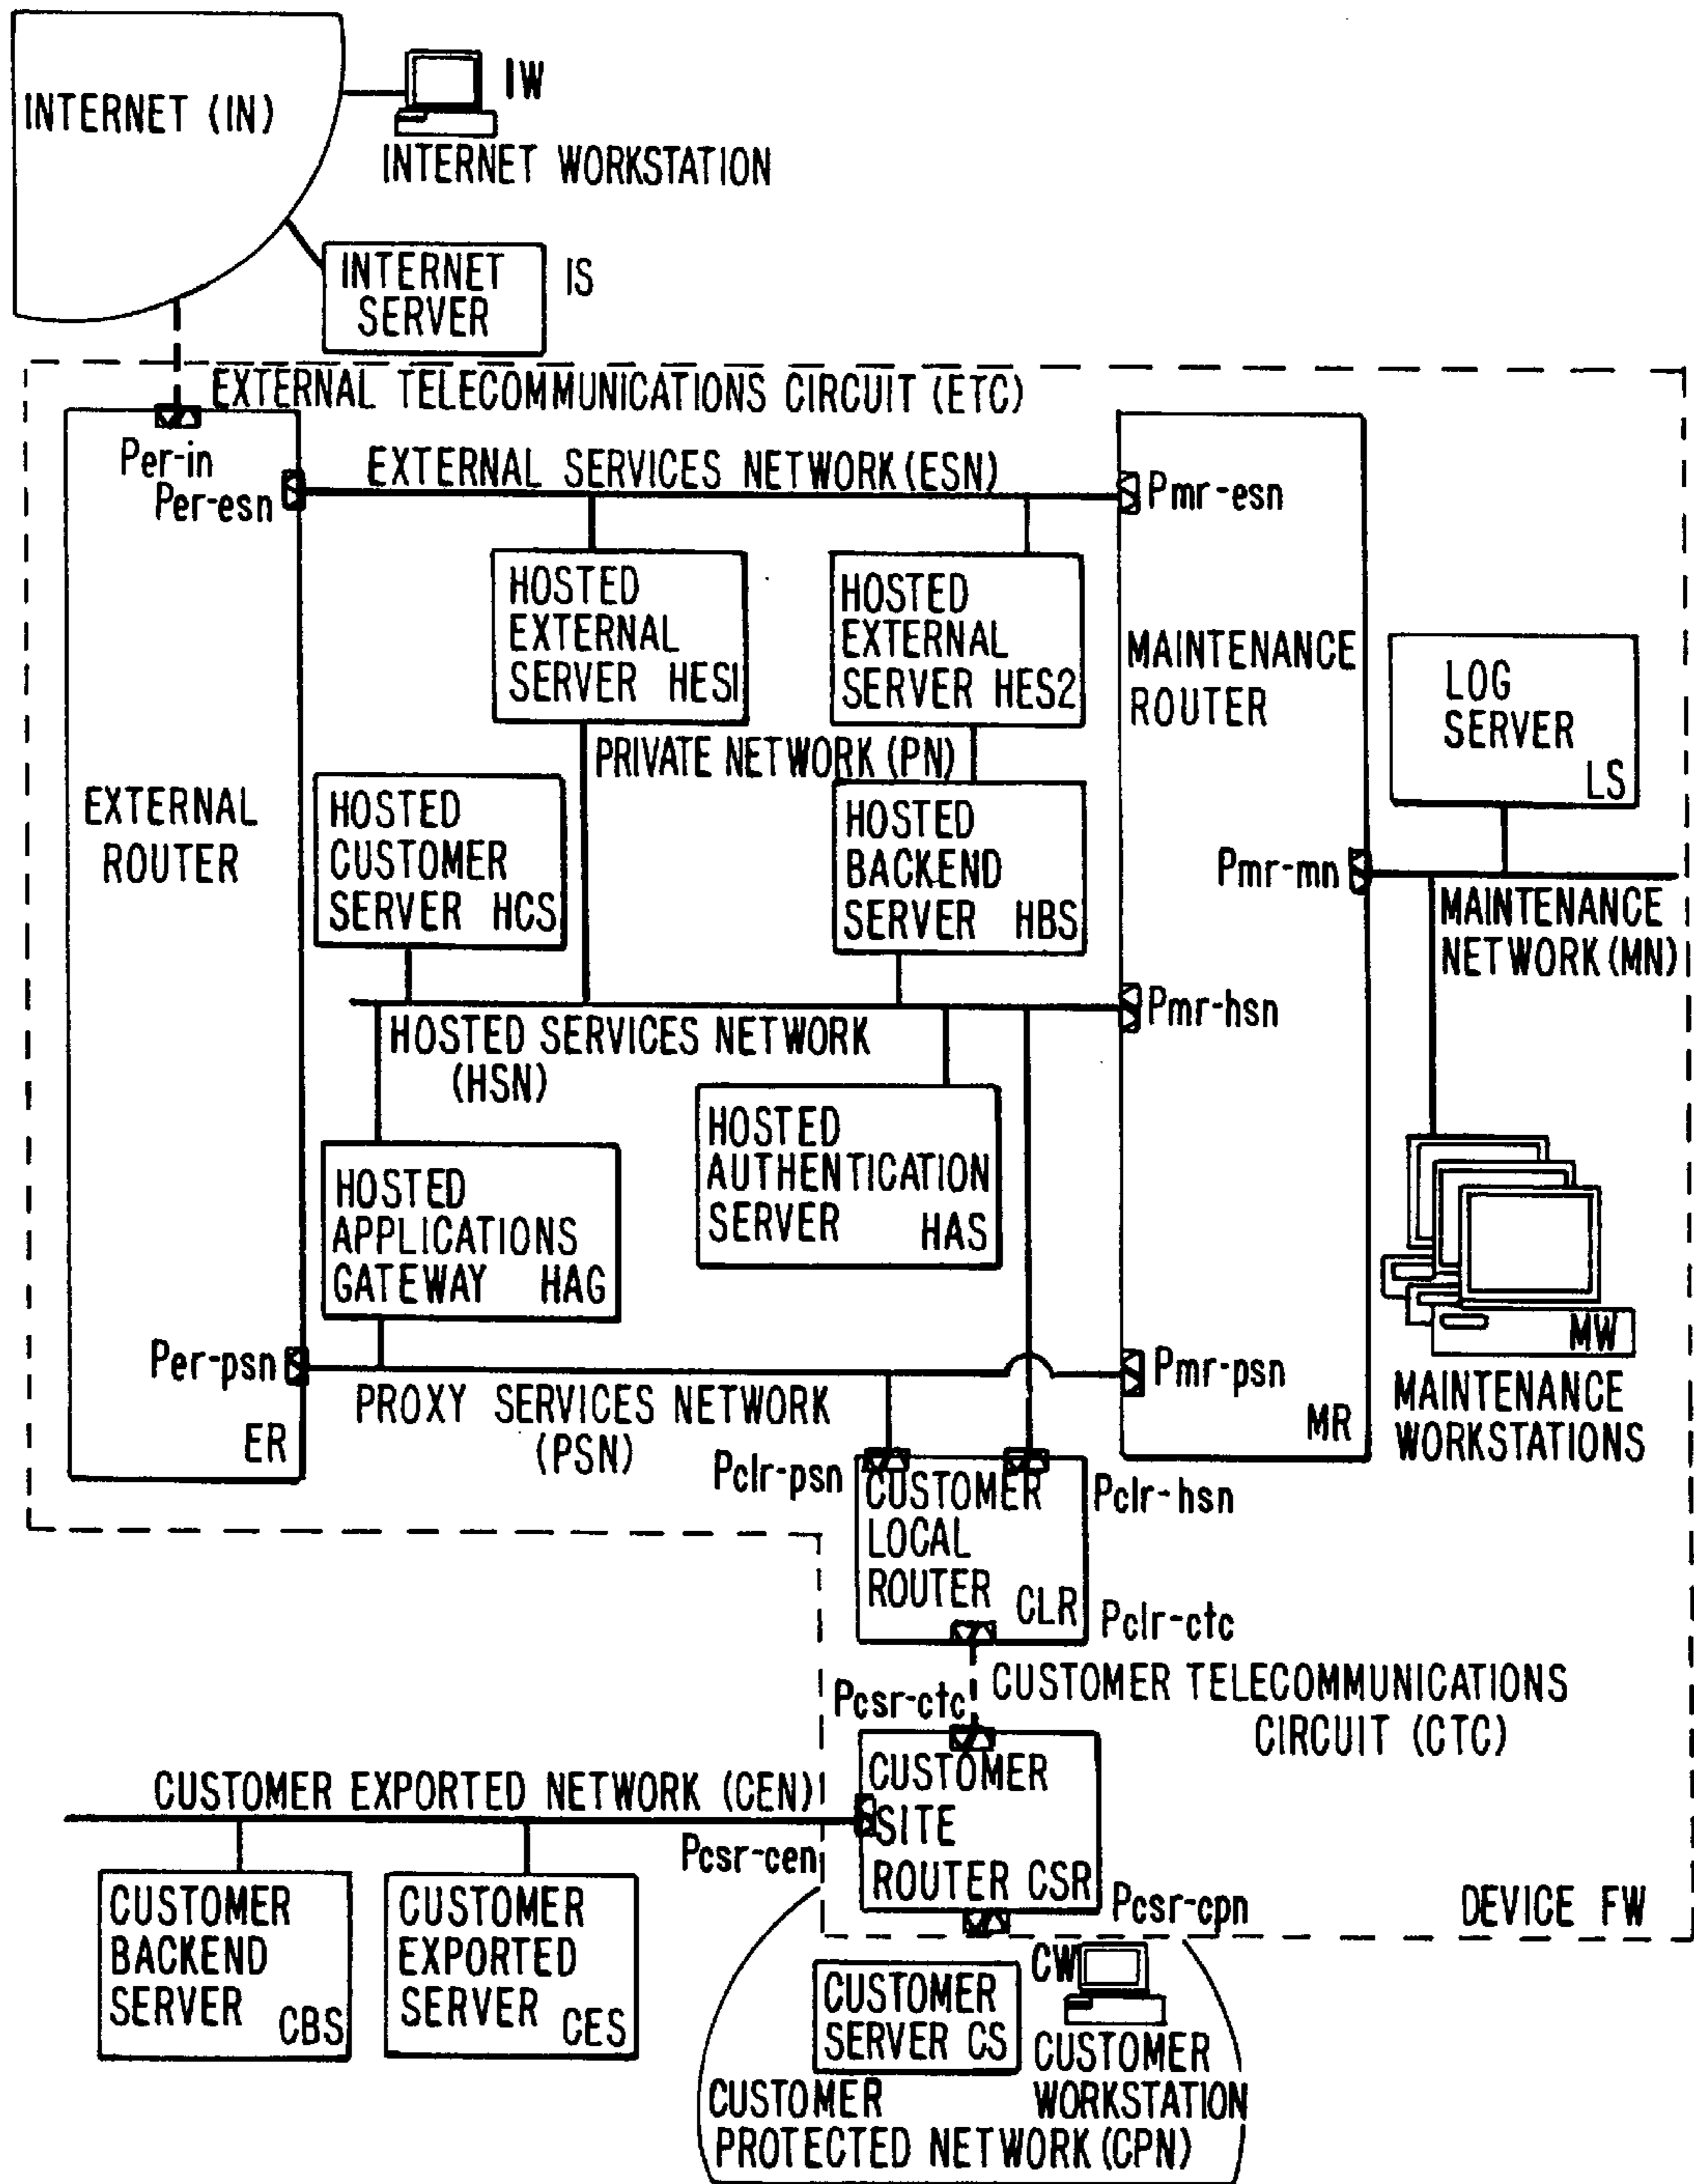 INTERNET (IN)
IW
INTERNET WORKSTATION
INTERNET
SERVER
IS
EXTERNAL TELECOMMUNICATIONS CIRCUIT (ETC)
Per-in
Per-esn
EXTERNAL SERVICES NETWORK (ESN)
Pmr-esn
HOSTED
EXTERNAL
SERVER HES1
HOSTED
EXTERNAL
SERVER HES2
MAINTENANCE
ROUTER
LOG
SERVER
LS
PRIVATE NETWORK (PN)
EXTERNAL
ROUTER
HOSTED
CUSTOMER
SERVER HCS
HOSTED
BACKEND
SERVER HBS
Pmr-mn
MAINTENANCE
NETWORK (MN)
Pmr-hsn
HOSTED SERVICES NETWORK
(HSN)
HOSTED
AUTHENTICATION
SERVER HAS
HOSTED
APPLICATIONS
GATEWAY HAG
MW
MAINTENANCE
WORKSTATIONS
Per-psn
Pmr-psn
PROXY SERVICES NETWORK
(PSN)
ER
MR
Pclr-psn
Pclr-hsn
CUSTOMER
LOCAL
ROUTER
CLR
Pclr-ctc
CUSTOMER TELECOMMUNICATIONS
CIRCUIT (CTC)
Pcsr-ctc
CUSTOMER
SITE
ROUTER CSR
CUSTOMER EXPORTED NETWORK (CEN)
Pcsr-cen
Pcsr-cpn
DEVICE FW
CUSTOMER
BACKEND
SERVER
CBS
CUSTOMER
EXPORTED
SERVER
CES
CW
CUSTOMER
SERVER CS
CUSTOMER
WORKSTATION
CUSTOMER
PROTECTED NETWORK (CPN)